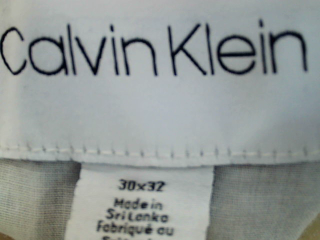 Calvin Klein
30x32
Made in
Sri Lanka
Fabriqué au